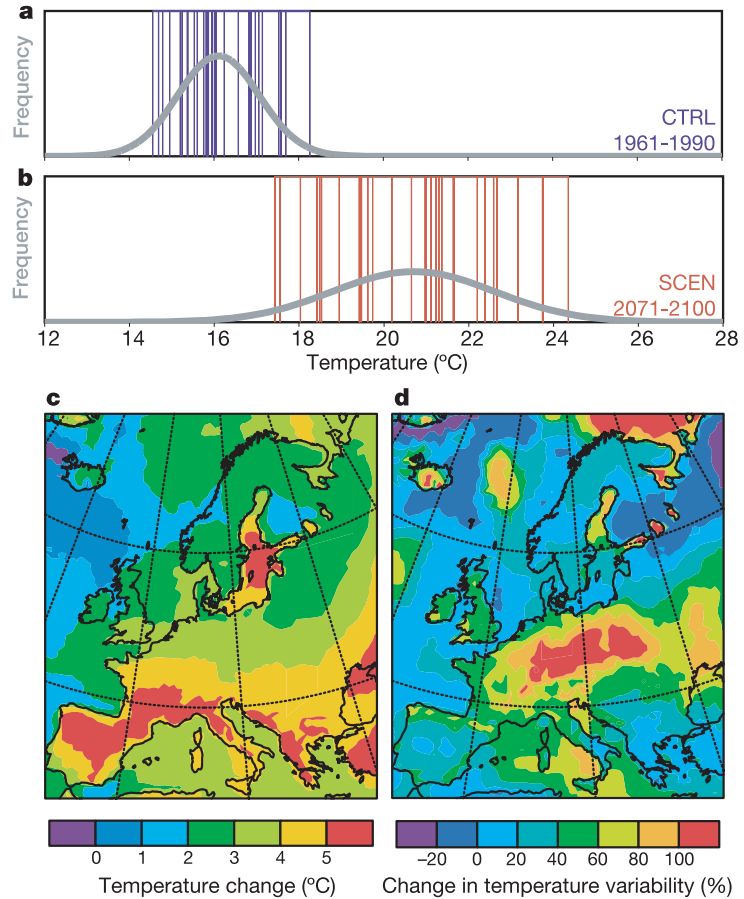 a
Frequency
CTRL
1961-1990
b
Frequency
SCEN
2071-2100
12 14 16 18 20 22 24 26 28
Temperature (ºC)
c
d
0 1 2 3 4 5
Temperature change (ºC)
−20 0 20 40 60 80 100
Change in temperature variability (%)